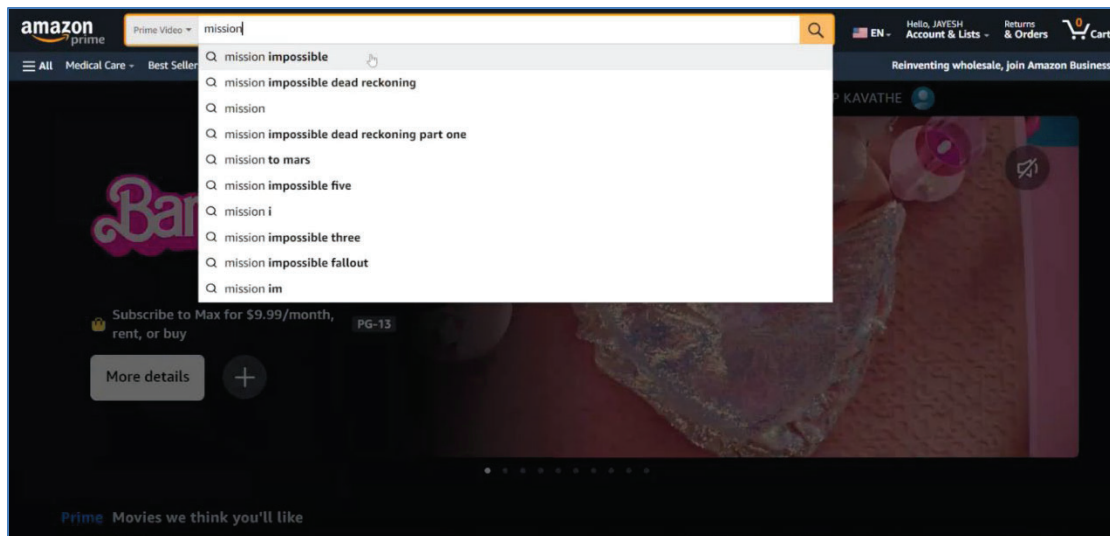 amazon prime Prime Video mission EN Hello, JAYESH Returns 0
Account & Lists & Orders Cart
All Medical Care Best Seller Reinventing wholesale, join Amazon Business
mission impossible
mission impossible dead reckoning
P KAVATHE
mission
mission impossible dead reckoning part one
mission to mars
mission impossible five
Bar
mission i
mission impossible three
mission impossible fallout
mission im
Subscribe to Max for $9.99/month,
rent, or buy
PG-13
More details
Prime Movies we think you'll like